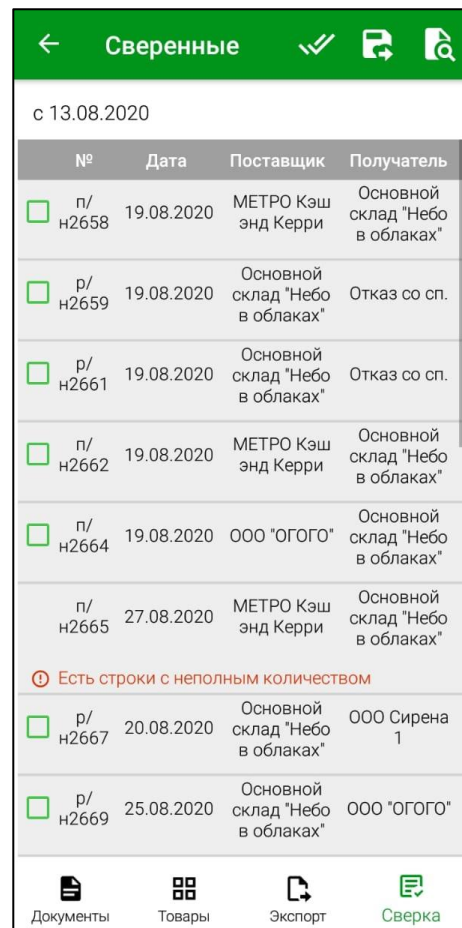 Сверенные
с 13.08.2020
№ Дата Поставщик Получатель
п/
н2658
19.08.2020
МЕТРО Кэш
энд Керри
Основной
склад "Небо
в облаках"
р/
н2659
19.08.2020
Основной
склад "Небо
в облаках"
Отказ со сп.
р/
н2661
19.08.2020
Основной
склад "Небо
в облаках"
Отказ со сп.
п/
н2662
19.08.2020
МЕТРО Кэш
энд Керри
Основной
склад "Небо
в облаках"
п/
н2664
19.08.2020
ООО "ОГОГО"
Основной
склад "Небо
в облаках"
п/
н2665
27.08.2020
МЕТРО Кэш
энд Керри
Основной
склад "Небо
в облаках"
Есть строки с неполным количеством
р/
н2667
20.08.2020
Основной
склад "Небо
в облаках"
ООО Сирена
1
р/
н2669
25.08.2020
Основной
склад "Небо
в облаках"
ООО "ОГОГО"
Документы Товары Экспорт Сверка